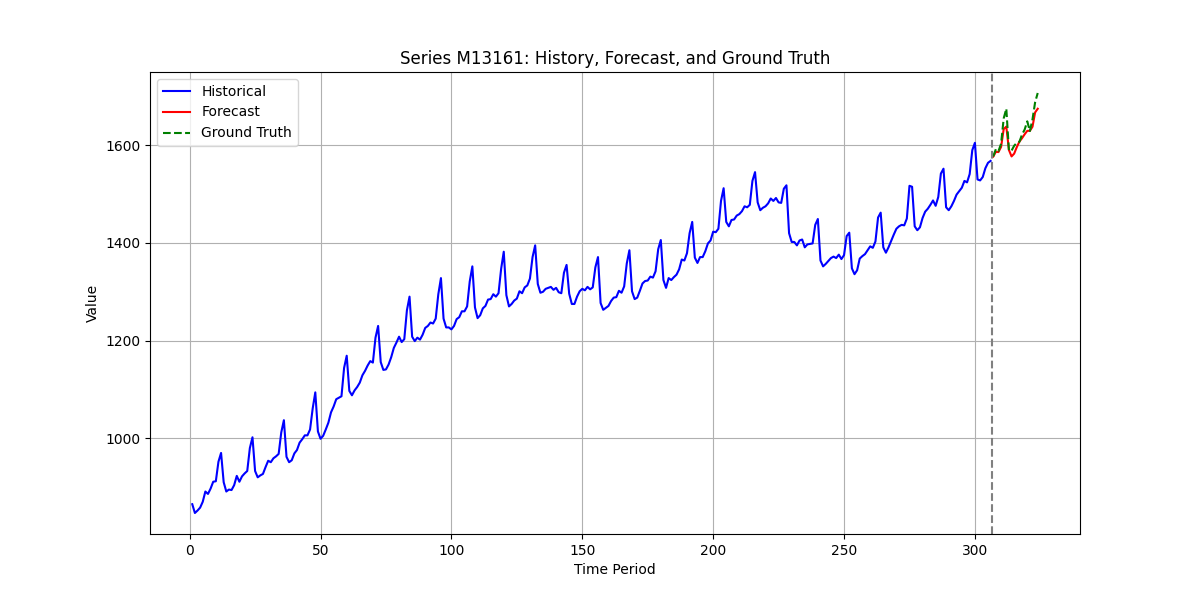 Series M13161: History, Forecast, and Ground Truth
Historical
Forecast
Ground Truth
Value
1600
1400
1200
1000
0 50 100 150 200 250 300
Time Period